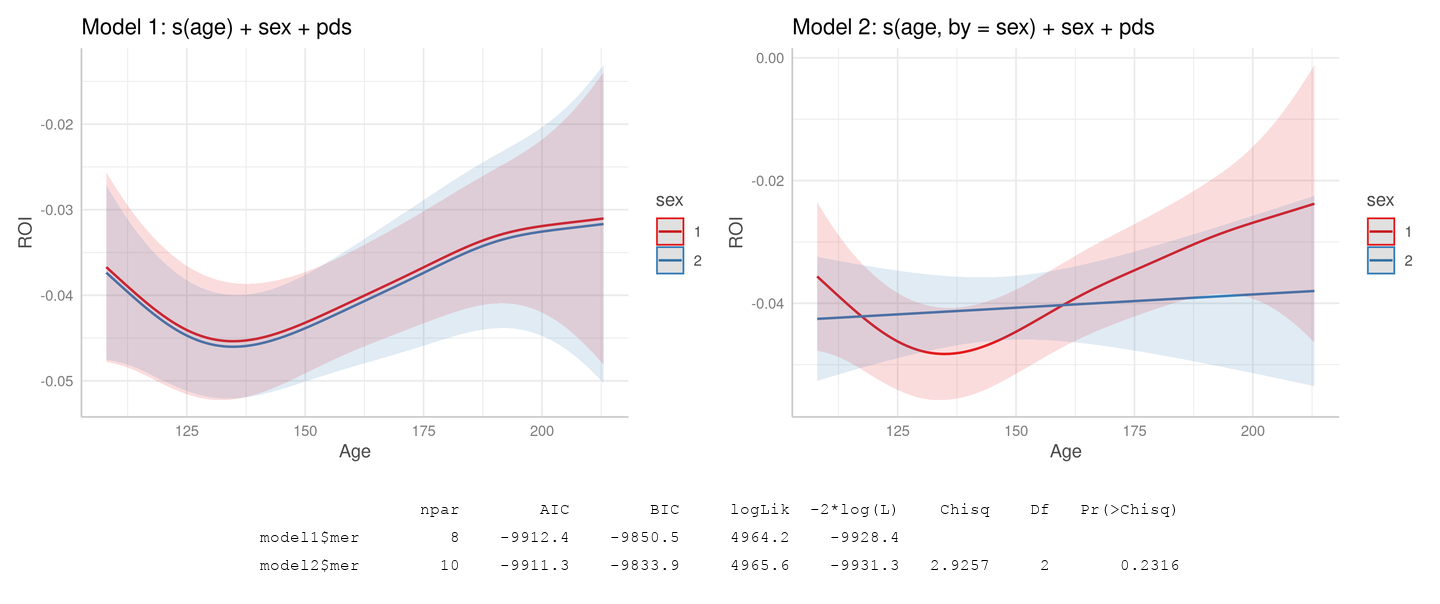 Model 1: s(age) + sex + pds
-0.02
-0.03
-0.04
-0.05
ROI
125 150 175 200
Age
sex
1
2
Model 2: s(age, by = sex) + sex + pds
0.00
-0.02
-0.04
ROI
125 150 175 200
Age
sex
1
2
npar AIC BIC logLik -2*log(L) Chisq Df Pr(>Chisq)
model1$mer 8 -9912.4 -9850.5 4964.2 -9928.4
model2$mer 10 -9911.3 -9833.9 4965.6 -9931.3 2.9257 2 0.2316